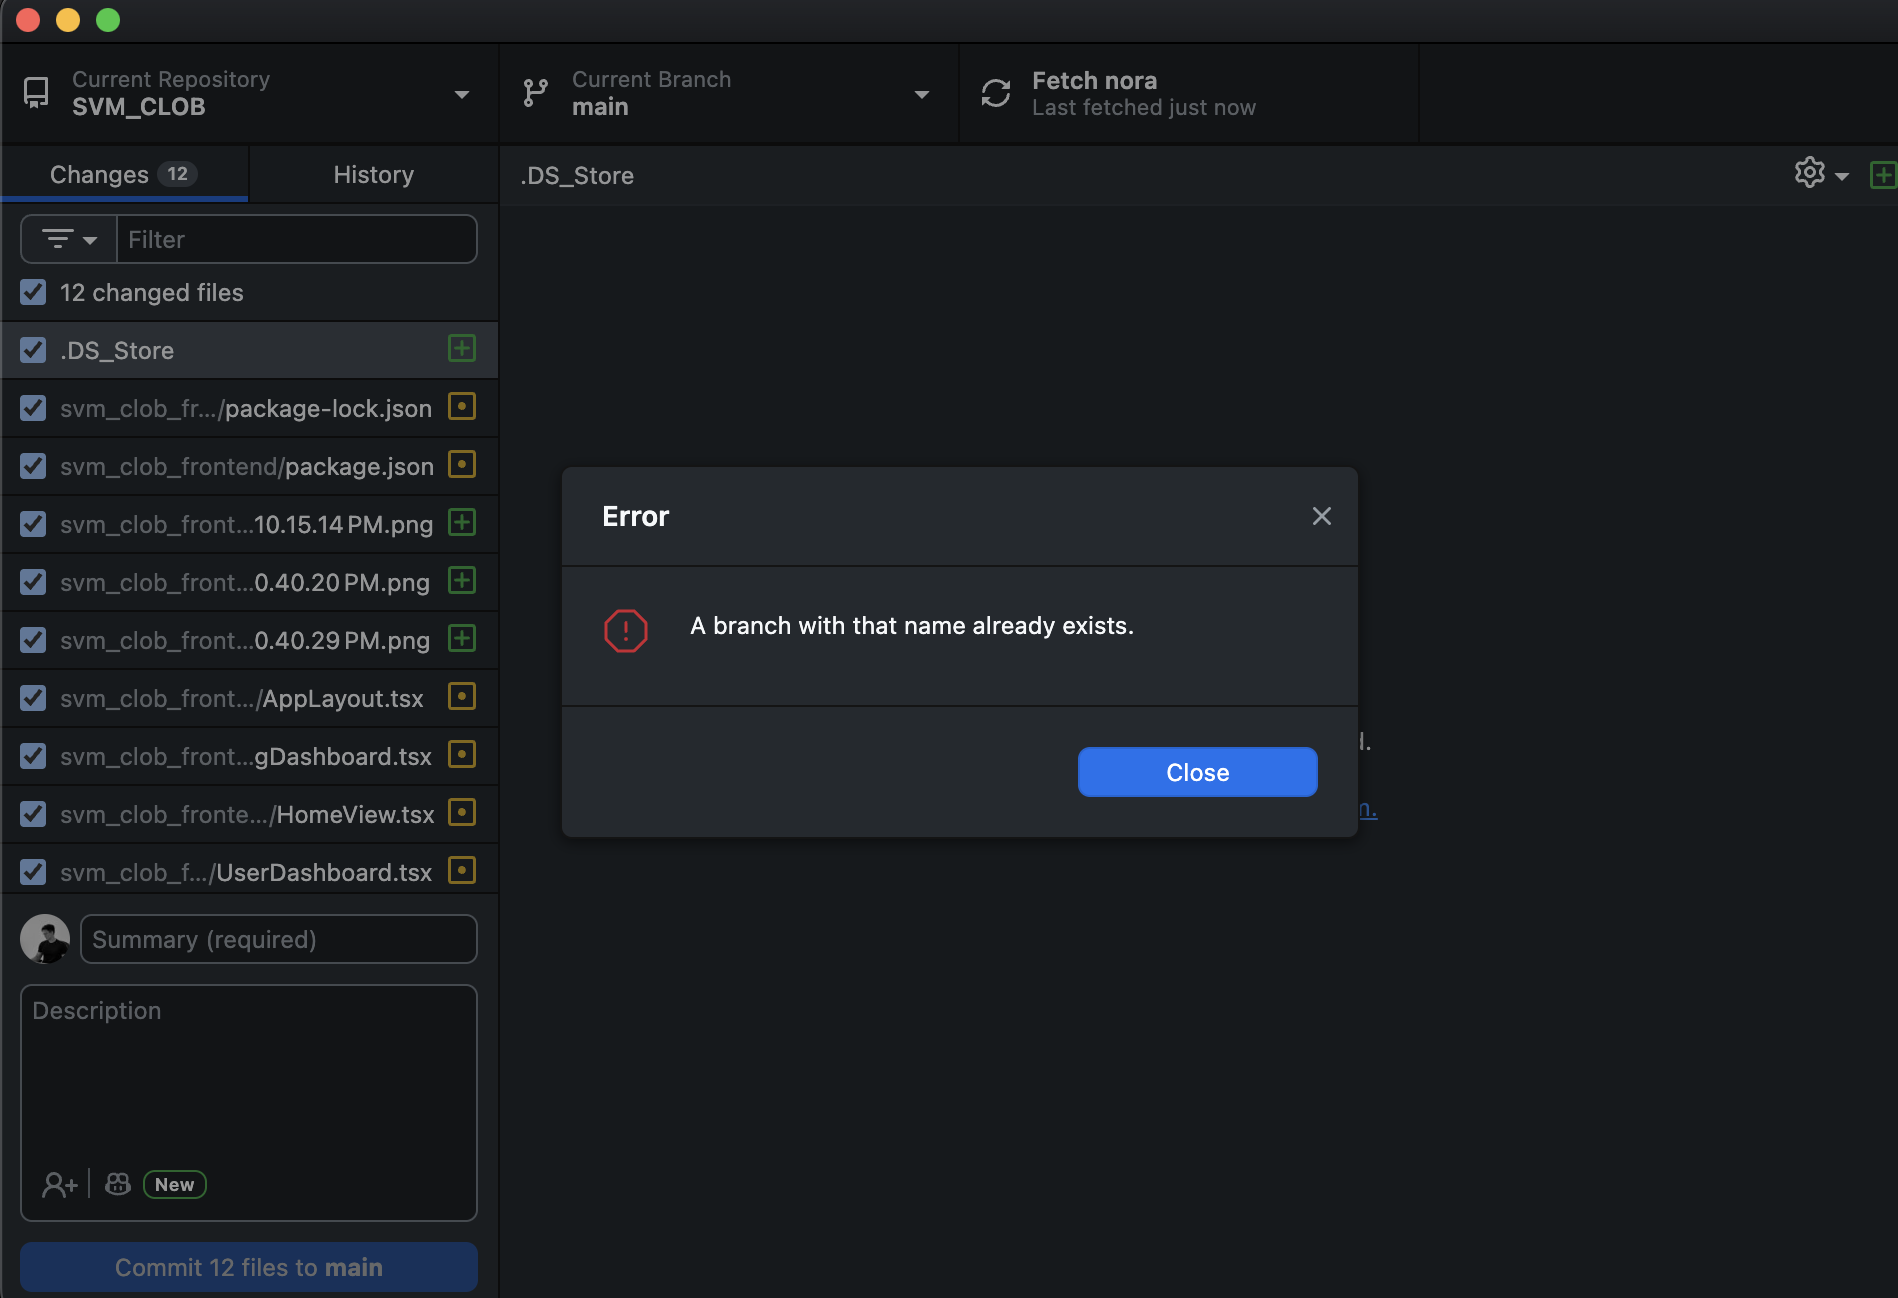 Current Repository
SVM_CLOB
Current Branch
main
Fetch nora
Last fetched just now
Changes 12
History
.DS_Store
Filter
12 changed files
.DS_Store
svm_clob_fr.../package-lock.json
svm_clob_frontend/package.json
svm_clob_front...10.15.14 PM.png
svm_clob_front...0.40.20 PM.png
svm_clob_front...0.40.29 PM.png
svm_clob_front.../AppLayout.tsx
svm_clob_front...gDashboard.tsx
svm_clob_fronte.../HomeView.tsx
svm_clob_f.../UserDashboard.tsx
Summary (required)
Description
New
Commit 12 files to main
Error
A branch with that name already exists.
Close